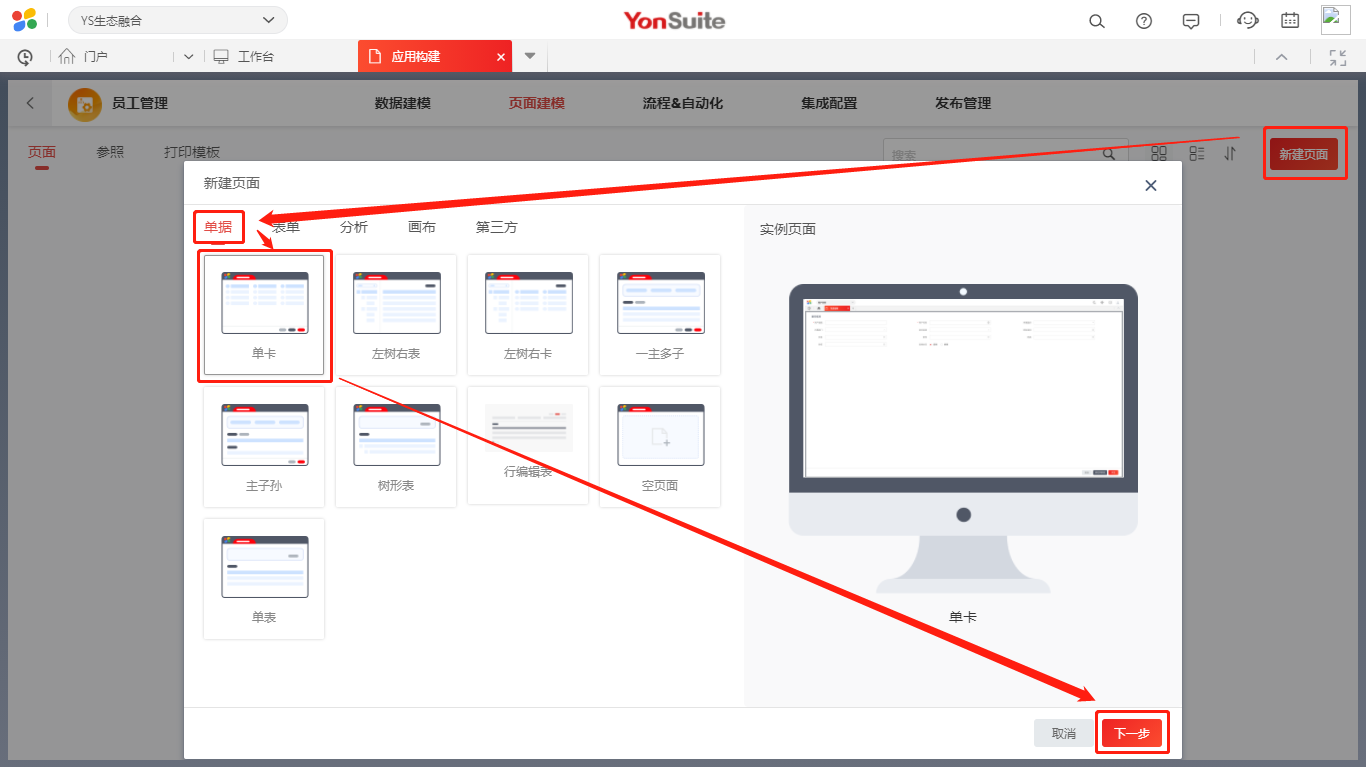 YS生态融合
YonSuite
门户
工作台
应用构建
员工管理
数据建模
页面建模
流程&自动化
集成配置
发布管理
页面
参照
打印模板
搜索
新建页面
新建页面
单据
表单
分析
画布
第三方
实例页面
单卡
左树右表
左树右卡
一主多子
主子孙
树形表
行编辑表
空页面
单表
单卡
取消
下一步